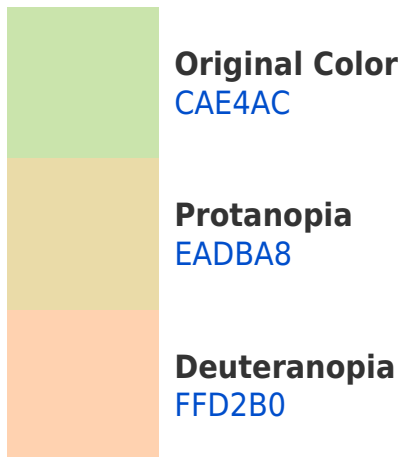 Original Color
CAE4AC
Protanopia
EADBA8
Deuteranopia
FFD2B0